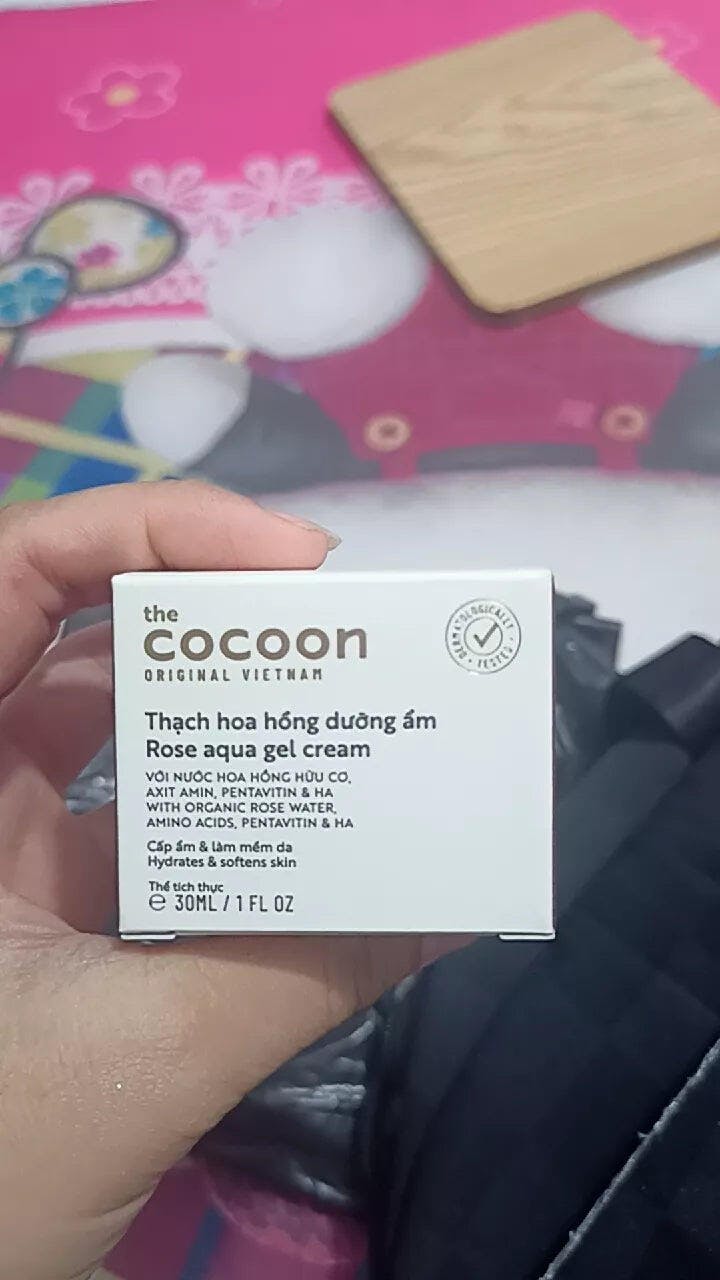 the
cocoon
ORIGINAL VIETNAM
DERMATOLOGICALLY TESTED
Thạch hoa hồng dưỡng ẩm
Rose aqua gel cream
VỚI NƯỚC HOA HỒNG HỮU CƠ,
AXIT AMIN, PENTAVITIN & HA
WITH ORGANIC ROSE WATER,
AMINO ACIDS, PENTAVITIN & HA
Cấp ẩm & làm mềm da
Hydrates & softens skin
Thể tích thực
℮ 30ML / 1 FL OZ